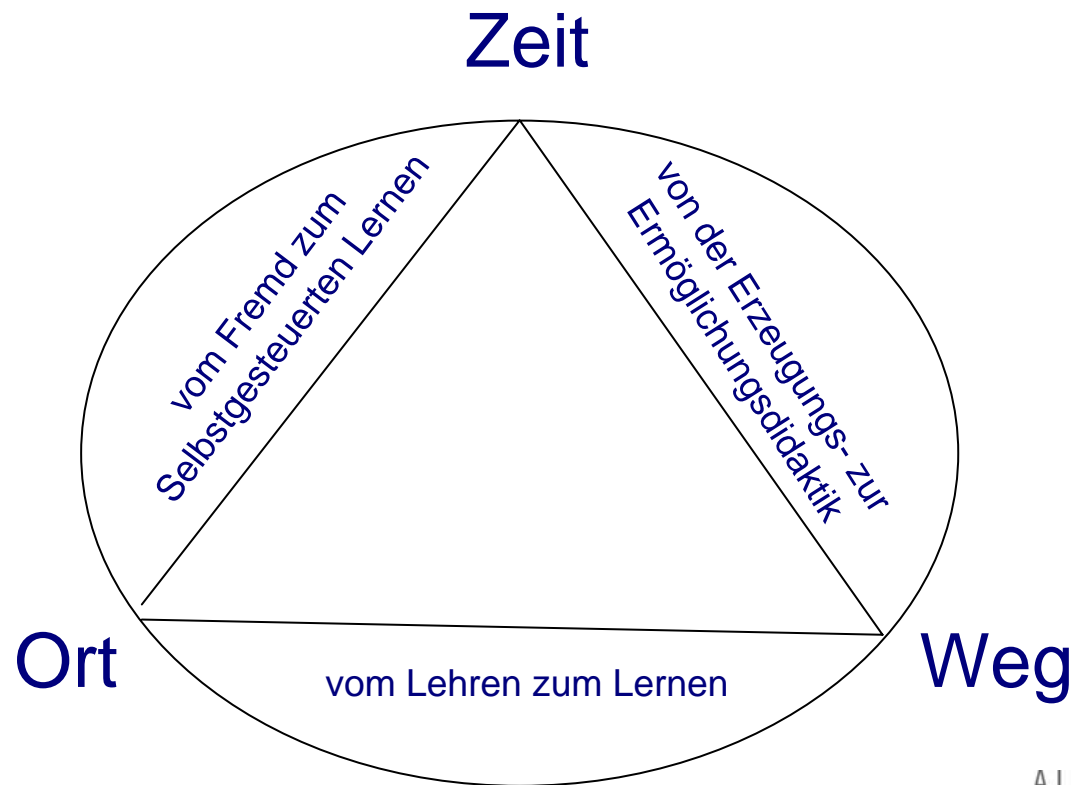 Zeit
vom Fremd zum
Selbstgesteuerten Lernen
von der Erzeugungs- zur
Ermöglichungsdidaktik
Ort
Weg
vom Lehren zum Lernen